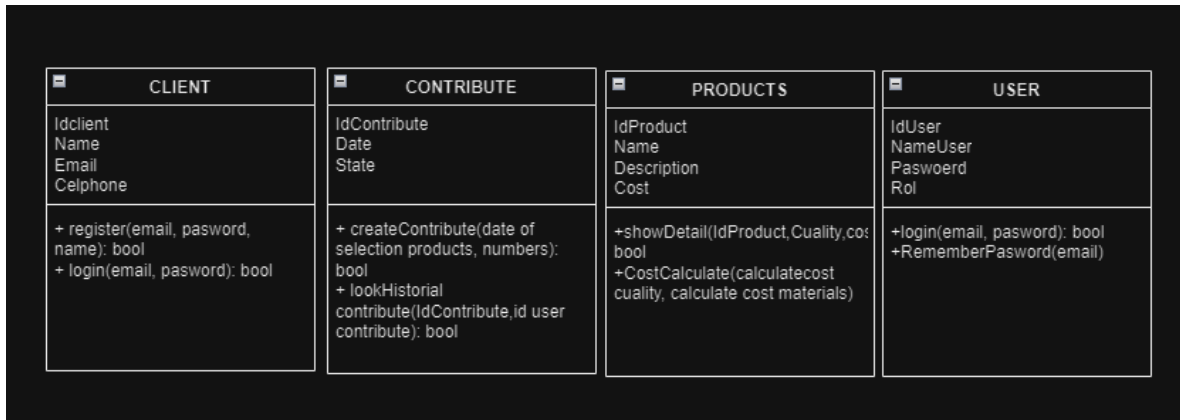 CLIENT
Idclient
Name
Email
Celphone
+ register(email, pasword,
name): bool
+ login(email, pasword): bool
CONTRIBUTE
IdContribute
Date
State
+ createContribute(date of
selection products, numbers):
bool
+ lookHistorial
contribute(IdContribute,id user
contribute): bool
PRODUCTS
IdProduct
Name
Description
Cost
+showDetail(IdProduct,Cuality,cos
bool
+CostCalculate(calculatecost
cuality, calculate cost materials)
USER
IdUser
NameUser
Paswoerd
Rol
+login(email, pasword): bool
+RememberPasword(email)